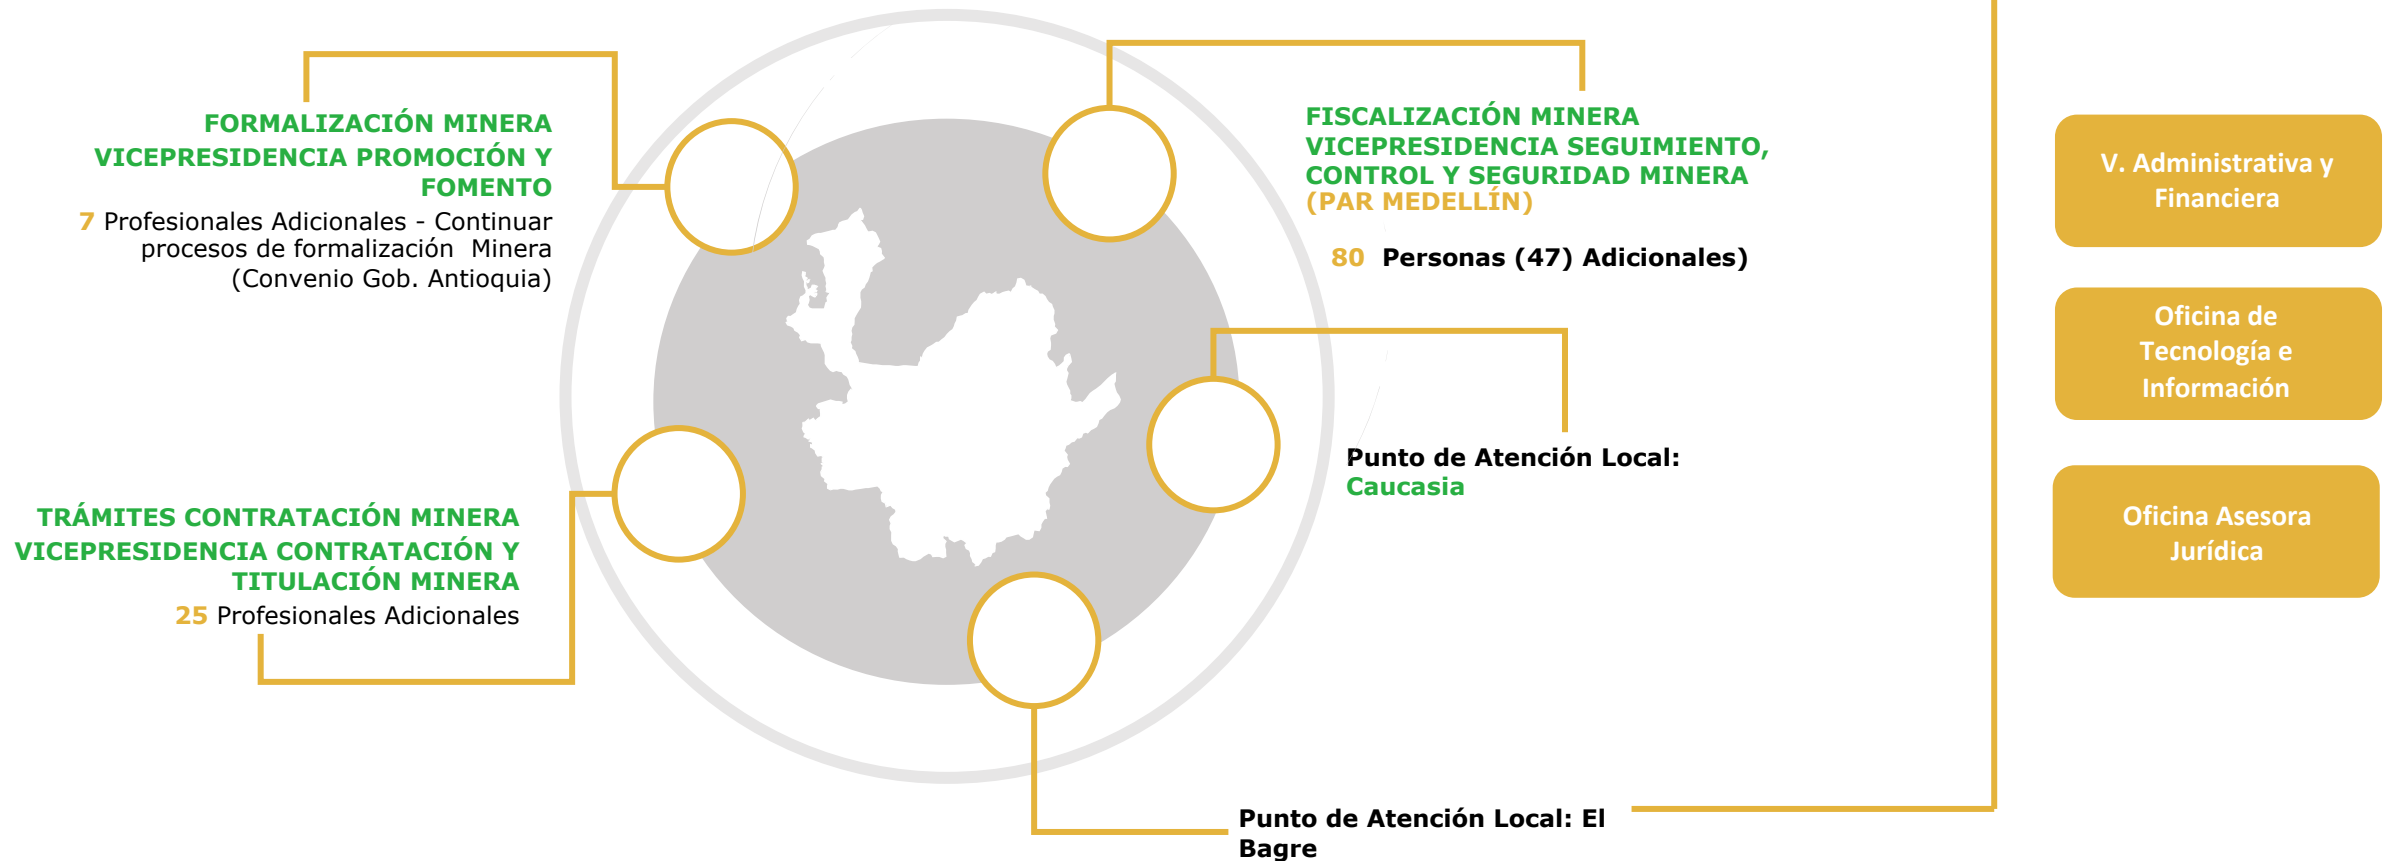 FORMALIZACIÓN MINERA
VICEPRESIDENCIA PROMOCIÓN Y
FOMENTO
7 Profesionales Adicionales - Continuar
procesos de formalización Minera
(Convenio Gob. Antioquia)
TRÁMITES CONTRATACIÓN MINERA
VICEPRESIDENCIA CONTRATACIÓN Y
TITULACIÓN MINERA
25 Profesionales Adicionales
FISCALIZACIÓN MINERA
VICEPRESIDENCIA SEGUIMIENTO,
CONTROL Y SEGURIDAD MINERA
(PAR MEDELLÍN)
80 Personas (47) Adicionales)
Punto de Atención Local:
Caucasia
Punto de Atención Local: El
Bagre
V. Administrativa y
Financiera
Oficina de
Tecnología e
Información
Oficina Asesora
Jurídica